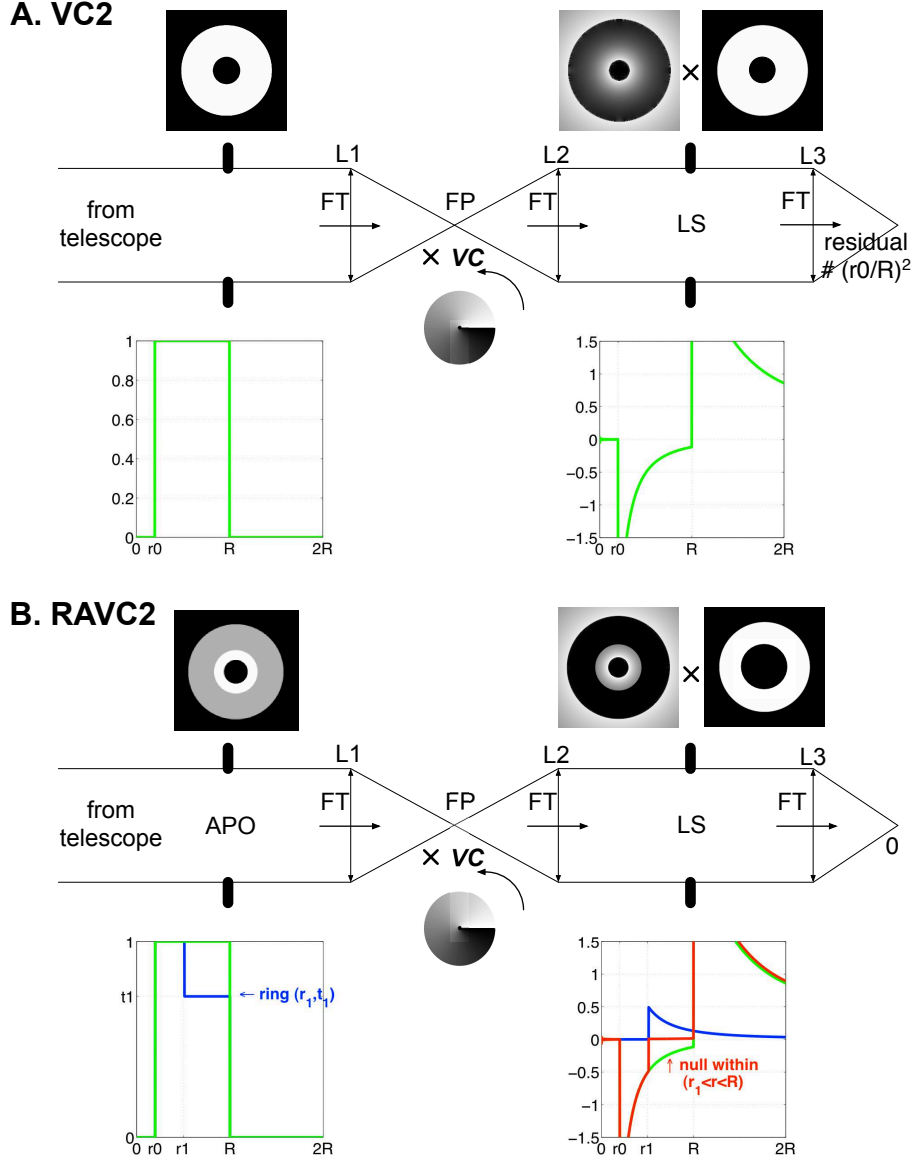 A. VC2
L1
L2
L3
FT
FP
FT
FT
from
telescope
LS
× VC
×
residual
# (r0/R)²
1
0.8
0.6
0.4
0.2
0
0 r0 R 2R
1.5
1
0.5
0
−0.5
−1
−1.5
0 r0 R 2R
B. RAVC2
×
L1
L2
L3
FT
FP
FT
FT
from
telescope
APO
LS
× VC
0
1
t1
0
← ring (r₁,t₁)
0 r0 r1 R 2R
1.5
1
0.5
0
−0.5
−1
−1.5
↑ null within
(r₁<r<R)
0 r0 r1 R 2R